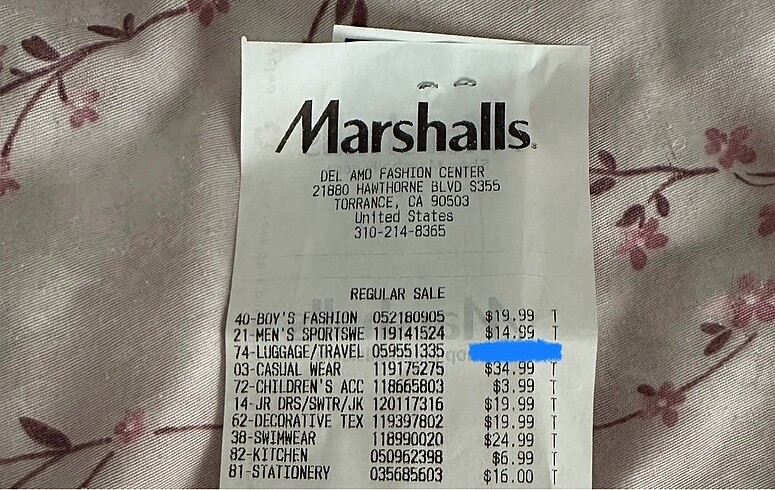 Marshalls.
DEL AMO FASHION CENTER
21880 HAWTHORNE BLVD S355
TORRANCE, CA 90503
United States
310-214-8365
REGULAR SALE
40-BOY'S FASHION 052180905 $19.99 T
21-MEN'S SPORTSWE 119141524 $14.99 T
74-LUGGAGE/TRAVEL 059551335
03-CASUAL WEAR 119175275 $34.99 T
72-CHILDREN'S ACC 118665803 $3.99 T
14-JR DRS/SWTR/JK 120117316 $19.99 T
62-DECORATIVE TEX 119397802 $19.99 T
38-SWIMWEAR 118990020 $24.99 T
82-KITCHEN 050962398 $6.99 T
81-STATIONERY 035685603 $16.00 T